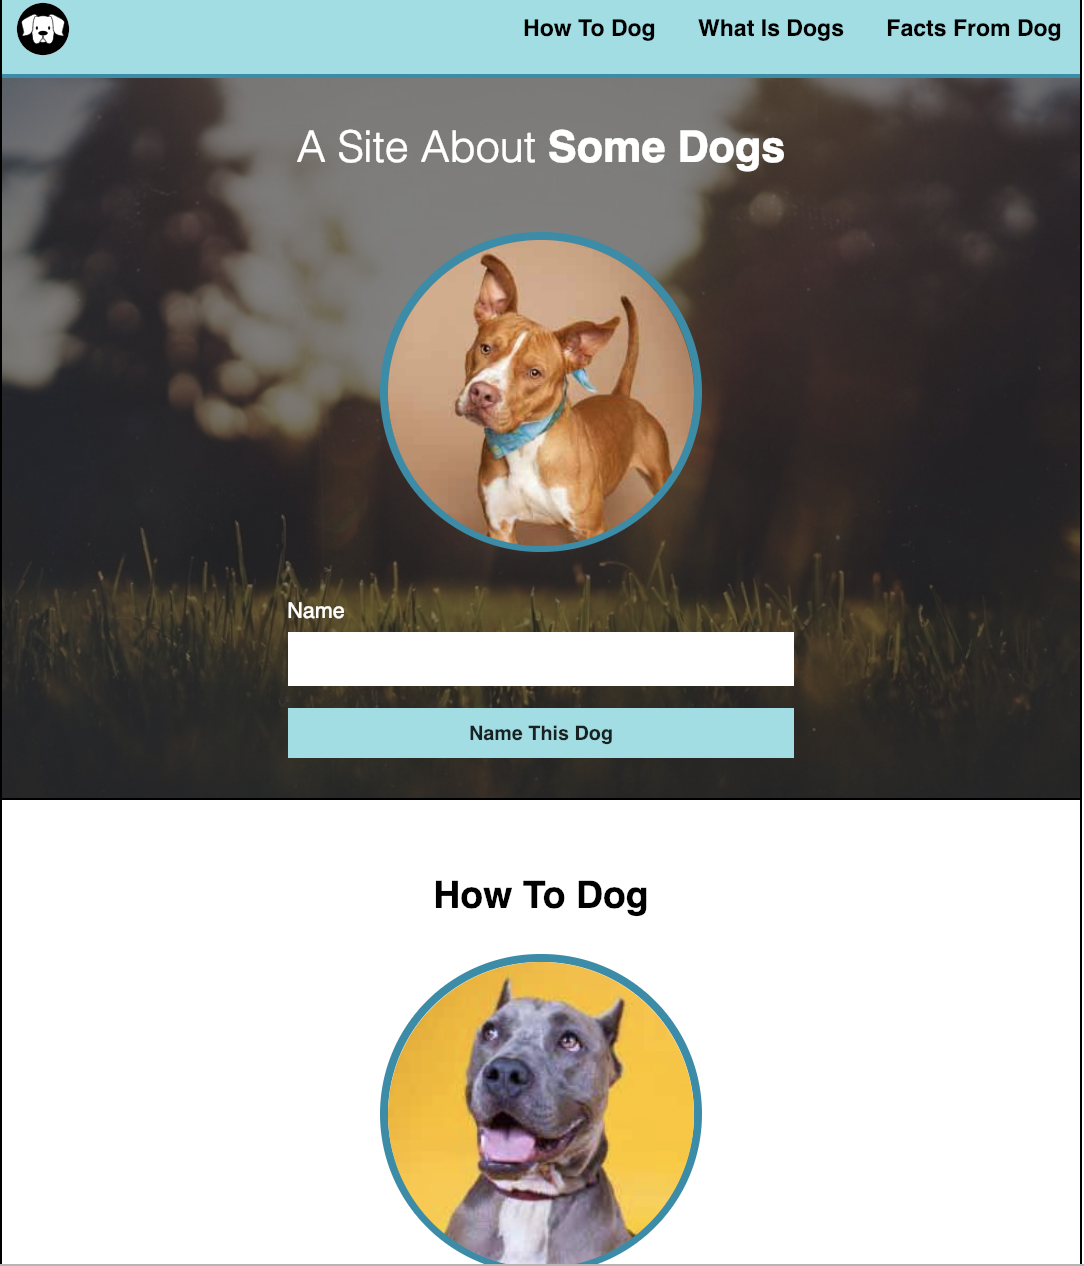 How To Dog What Is Dogs Facts From Dog
A Site About Some Dogs
Name
Name This Dog
How To Dog